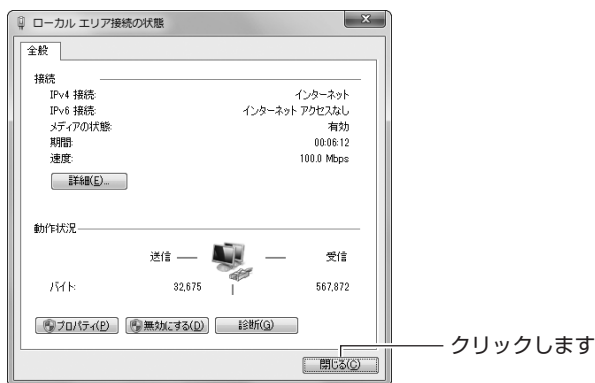 ローカル エリア接続の状態
全般
接続
IPv4 接続: インターネット
IPv6 接続: インターネット アクセスなし
メディアの状態: 有効
期間: 00:06:12
速度: 100.0 Mbps
詳細(E)...
動作状況
送信 受信
バイト: 32,675 567,872
プロパティ(P) 無効にする(D) 診断(G)
閉じる(C)
クリックします